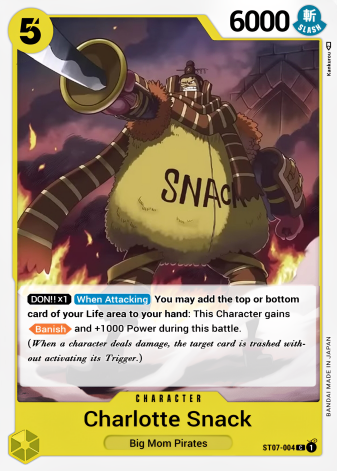 5
6000
斬
SLASH
Kankurou
SNACK
DON!!×1 When Attacking You may add the top or bottom
card of your Life area to your hand: This Character gains
Banish and +1000 Power during this battle.
(When a character deals damage, the target card is trashed with-
out activating its Trigger.)
BANDAI MADE IN JAPAN
CHARACTER
Charlotte Snack
Big Mom Pirates
ST07-004 C 1